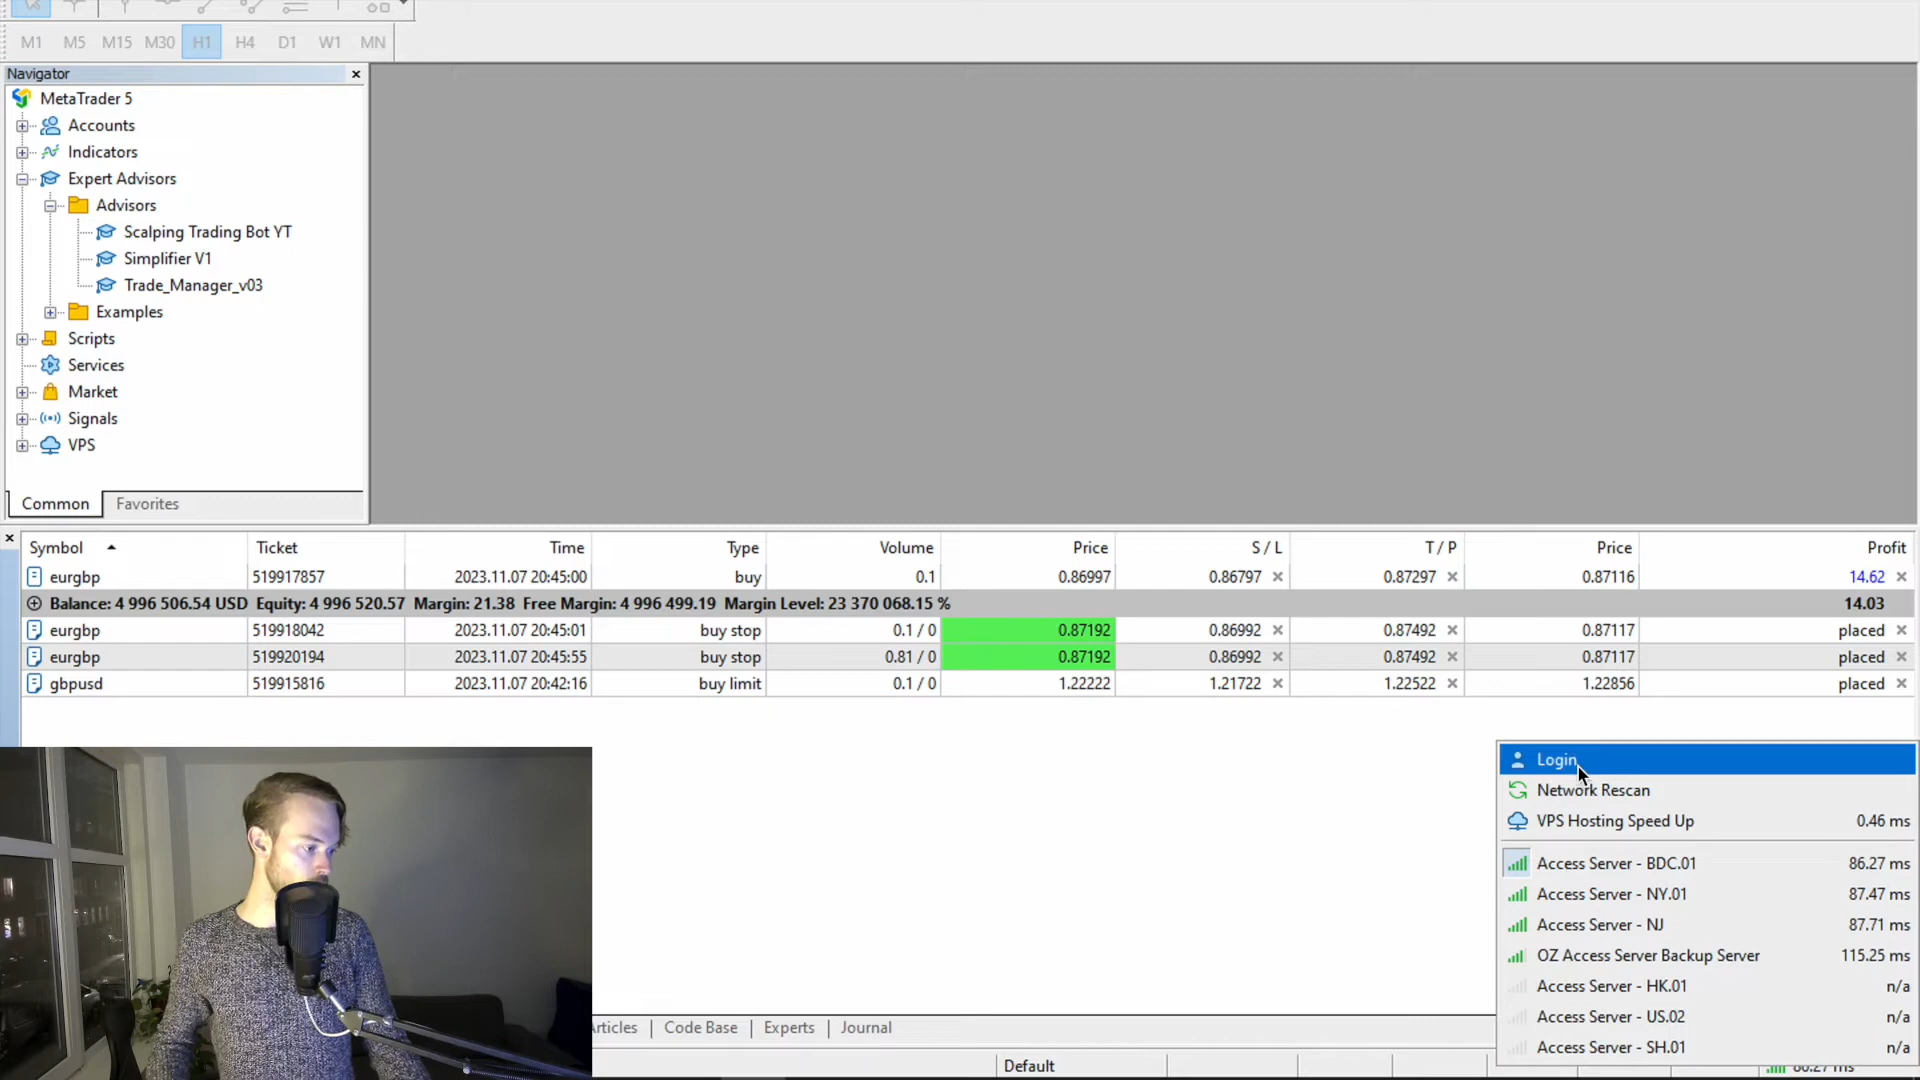 M1 M5 M15 M30 H1 H4 D1 W1 MN
Navigator
MetaTrader 5
Accounts
Indicators
Expert Advisors
Advisors
Scalping Trading Bot YT
Simplifier V1
Trade_Manager_v03
Examples
Scripts
Services
Market
Signals
VPS
Common Favorites
Symbol Ticket Time Type Volume Price S / L T / P Price Profit
eurgbp 519917857 2023.11.07 20:45:00 buy 0.1 0.86997 0.86797 0.87297 0.87116 14.62
Balance: 4 996 506.54 USD Equity: 4 996 520.57 Margin: 21.38 Free Margin: 4 996 499.19 Margin Level: 23 370 068.15 % 14.03
eurgbp 519918042 2023.11.07 20:45:01 buy stop 0.1 / 0 0.87192 0.86992 0.87492 0.87117 placed
eurgbp 519920194 2023.11.07 20:45:55 buy stop 0.81 / 0 0.87192 0.86992 0.87492 0.87117 placed
gbpusd 519915816 2023.11.07 20:42:16 buy limit 0.1 / 0 1.22222 1.21722 1.22522 1.22856 placed
Login
Network Rescan
VPS Hosting Speed Up 0.46 ms
Access Server - BDC.01 86.27 ms
Access Server - NY.01 87.47 ms
Access Server - NJ 87.71 ms
OZ Access Server Backup Server 115.25 ms
Access Server - HK.01 n/a
Access Server - US.02 n/a
Access Server - SH.01 n/a
Code Base Experts Journal
Default